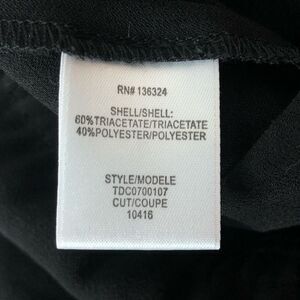 RN# 136324
SHELL/SHELL:
60%TRIACETATE/TRIACETATE
40%POLYESTER/POLYESTER
STYLE/MODELE
TDC0700107
CUT/COUPE
10416